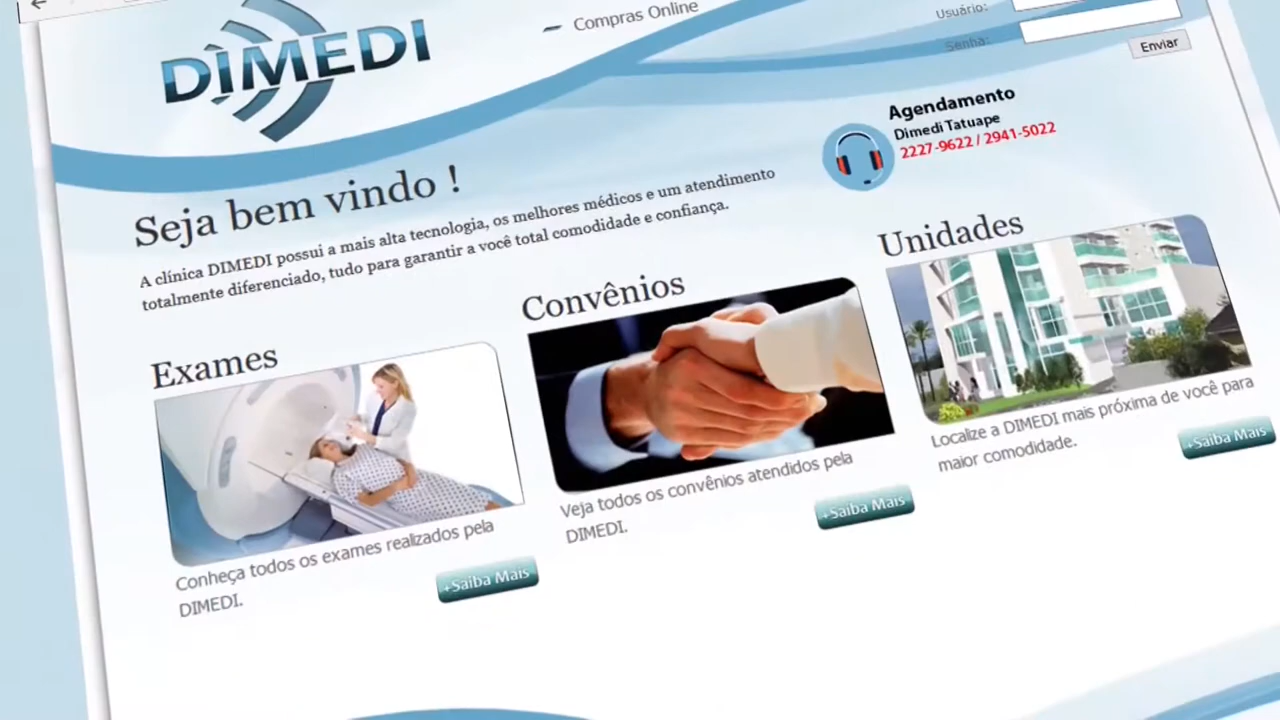 DIMEDI
Compras Online
Usuário:
Senha:
Enviar
Agendamento
Dimedi Tatuape
2227-9622 / 2941-5022
Seja bem vindo !
A clínica DIMEDI possui a mais alta tecnologia, os melhores médicos e um atendimento
totalmente diferenciado, tudo para garantir a você total comodidade e confiança.
Exames
Conheça todos os exames realizados pela
DIMEDI.
+Saiba Mais
Convênios
Veja todos os convênios atendidos pela
DIMEDI.
+Saiba Mais
Unidades
Localize a DIMEDI mais próxima de você para
maior comodidade.
+Saiba Mais